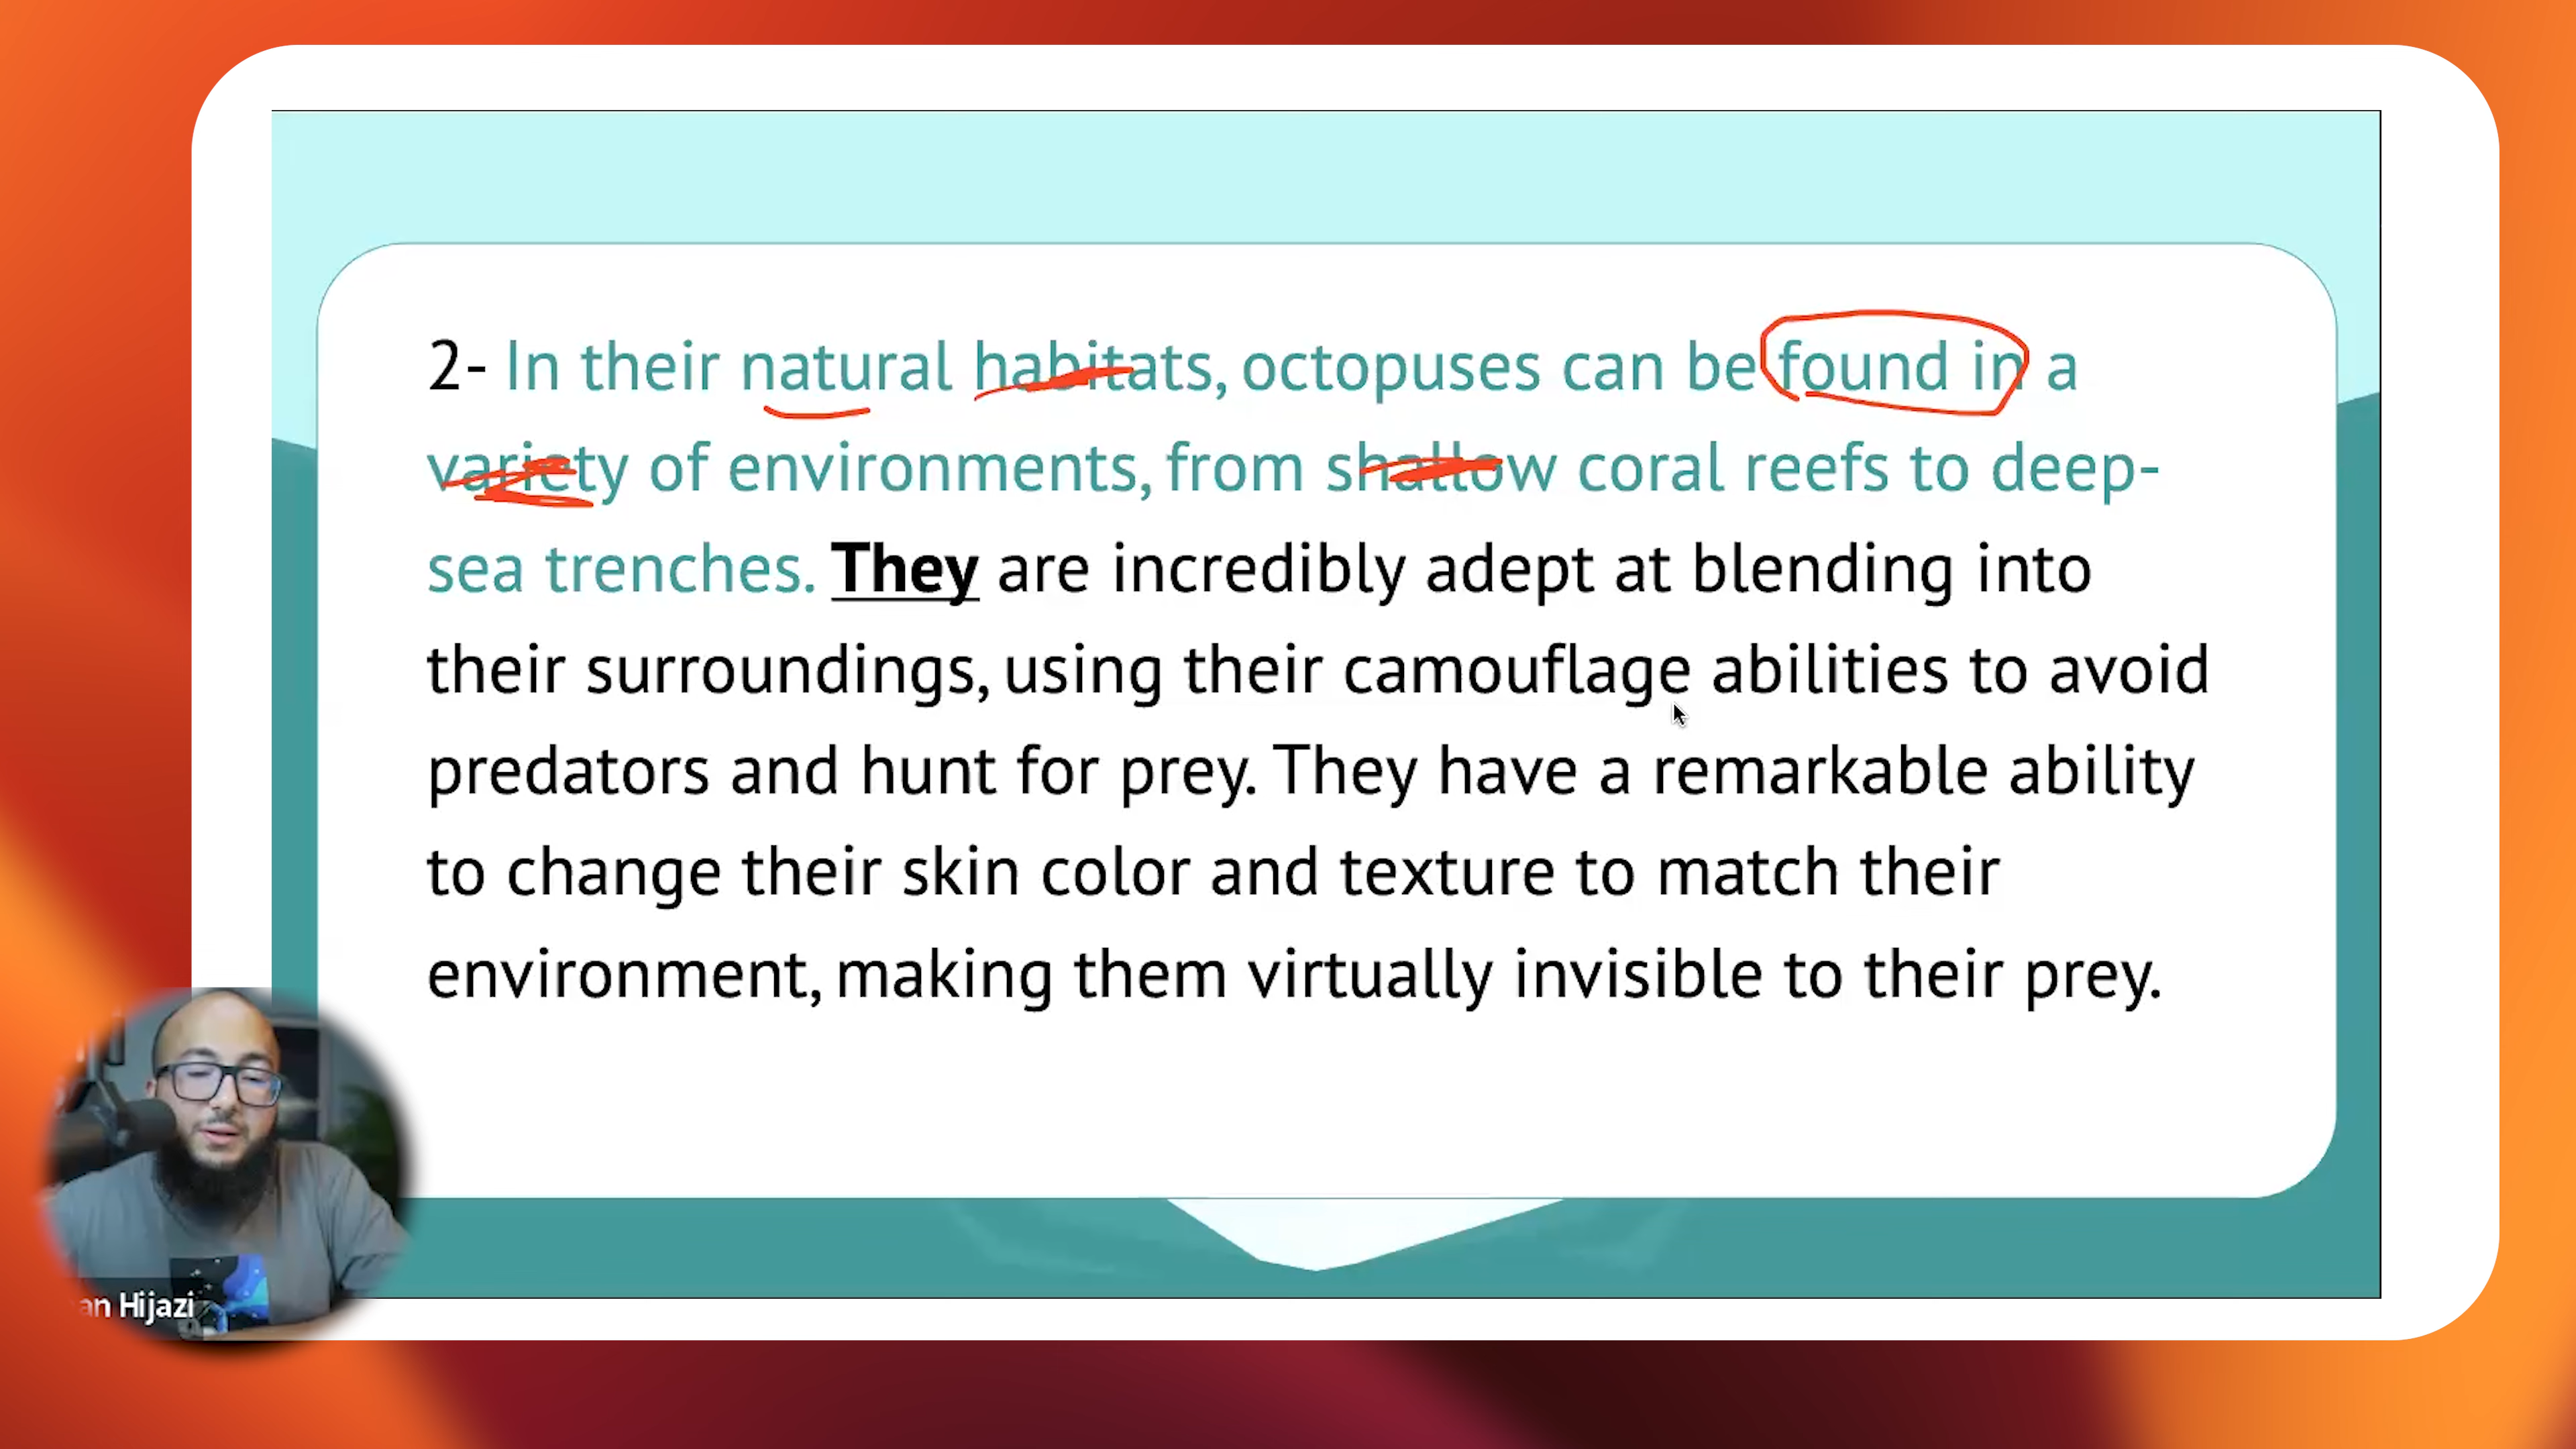 2- In their natural habitats, octopuses can be found in a
variety of environments, from shallow coral reefs to deep-
sea trenches. They are incredibly adept at blending into
their surroundings, using their camouflage abilities to avoid
predators and hunt for prey. They have a remarkable ability
to change their skin color and texture to match their
environment, making them virtually invisible to their prey.
an Hijazi